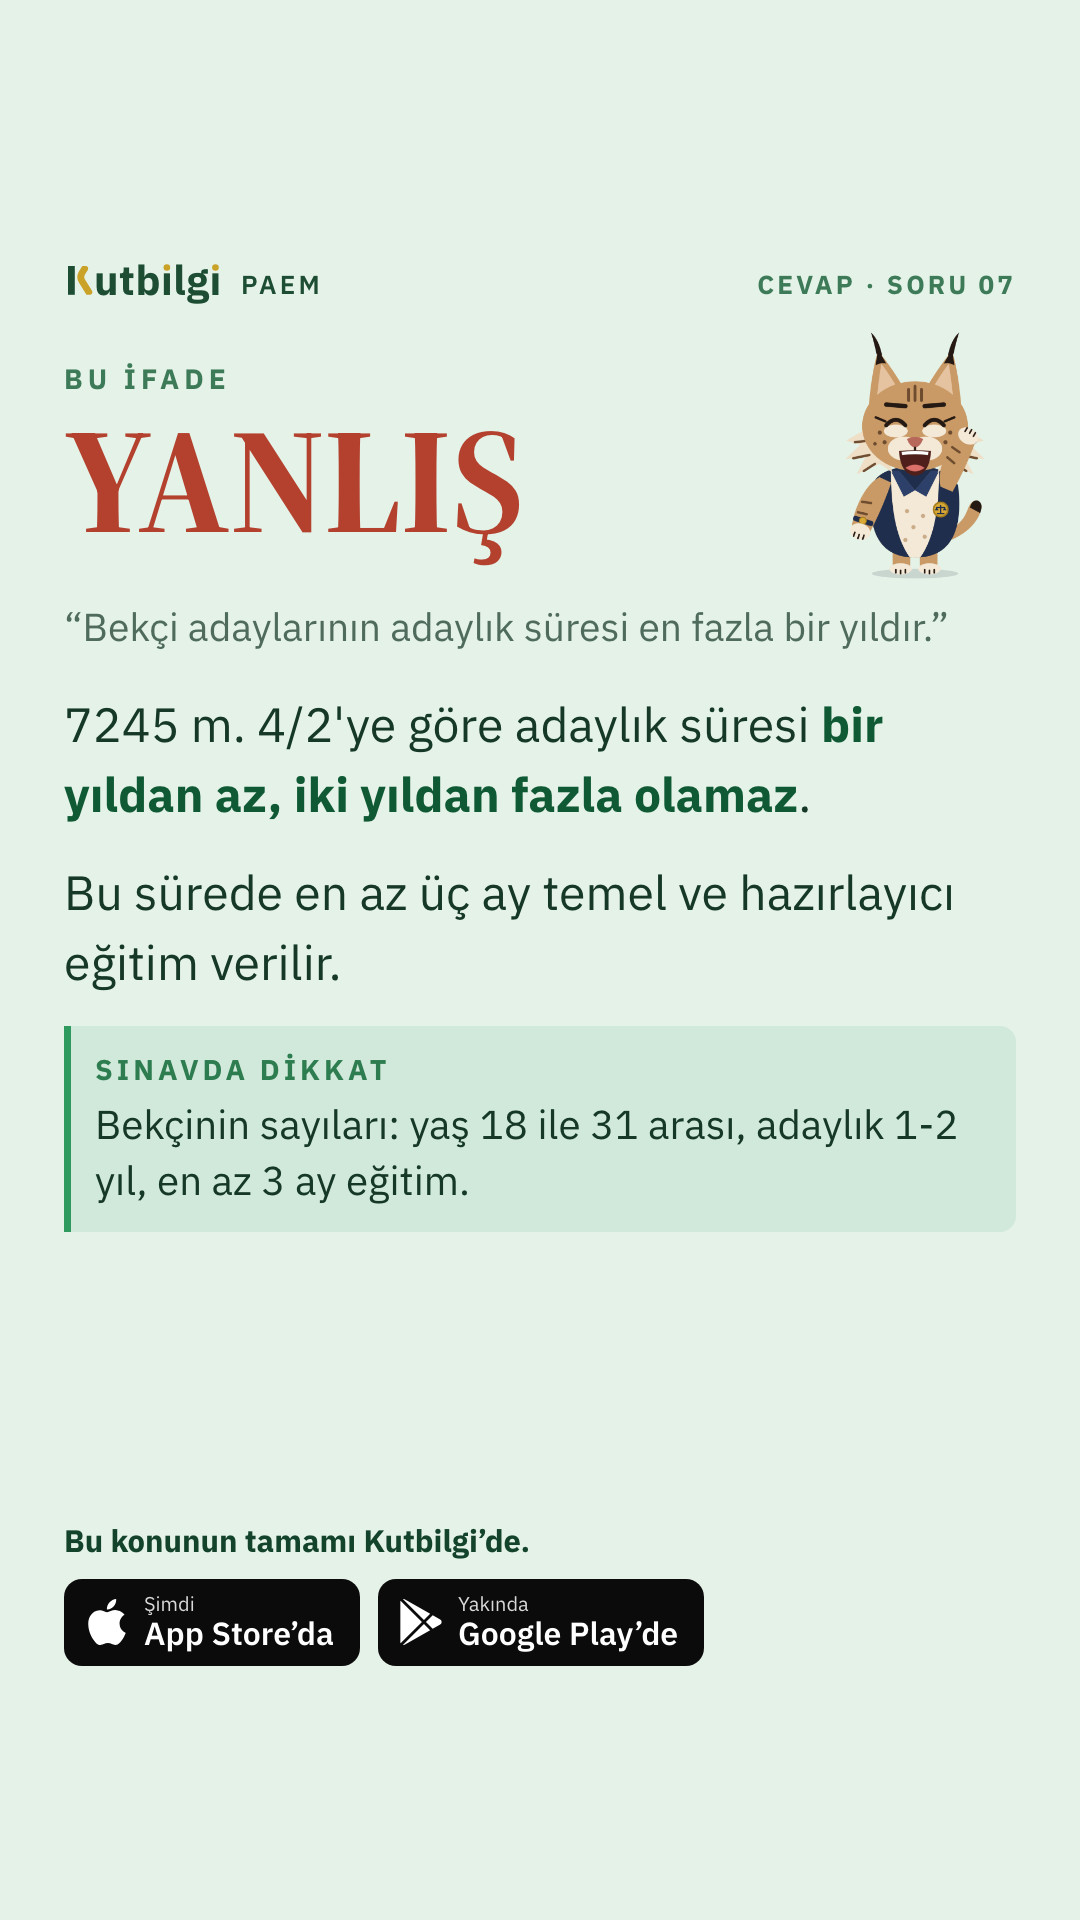 Kutbilgi PAEM
CEVAP · SORU 07
BU İFADE
YANLIŞ
“Bekçi adaylarının adaylık süresi en fazla bir yıldır.”
7245 m. 4/2'ye göre adaylık süresi bir
yıldan az, iki yıldan fazla olamaz.
Bu sürede en az üç ay temel ve hazırlayıcı
eğitim verilir.
SINAVDA DİKKAT
Bekçinin sayıları: yaş 18 ile 31 arası, adaylık 1-2
yıl, en az 3 ay eğitim.
Bu konunun tamamı Kutbilgi’de.
Şimdi
App Store’da
Yakında
Google Play’de